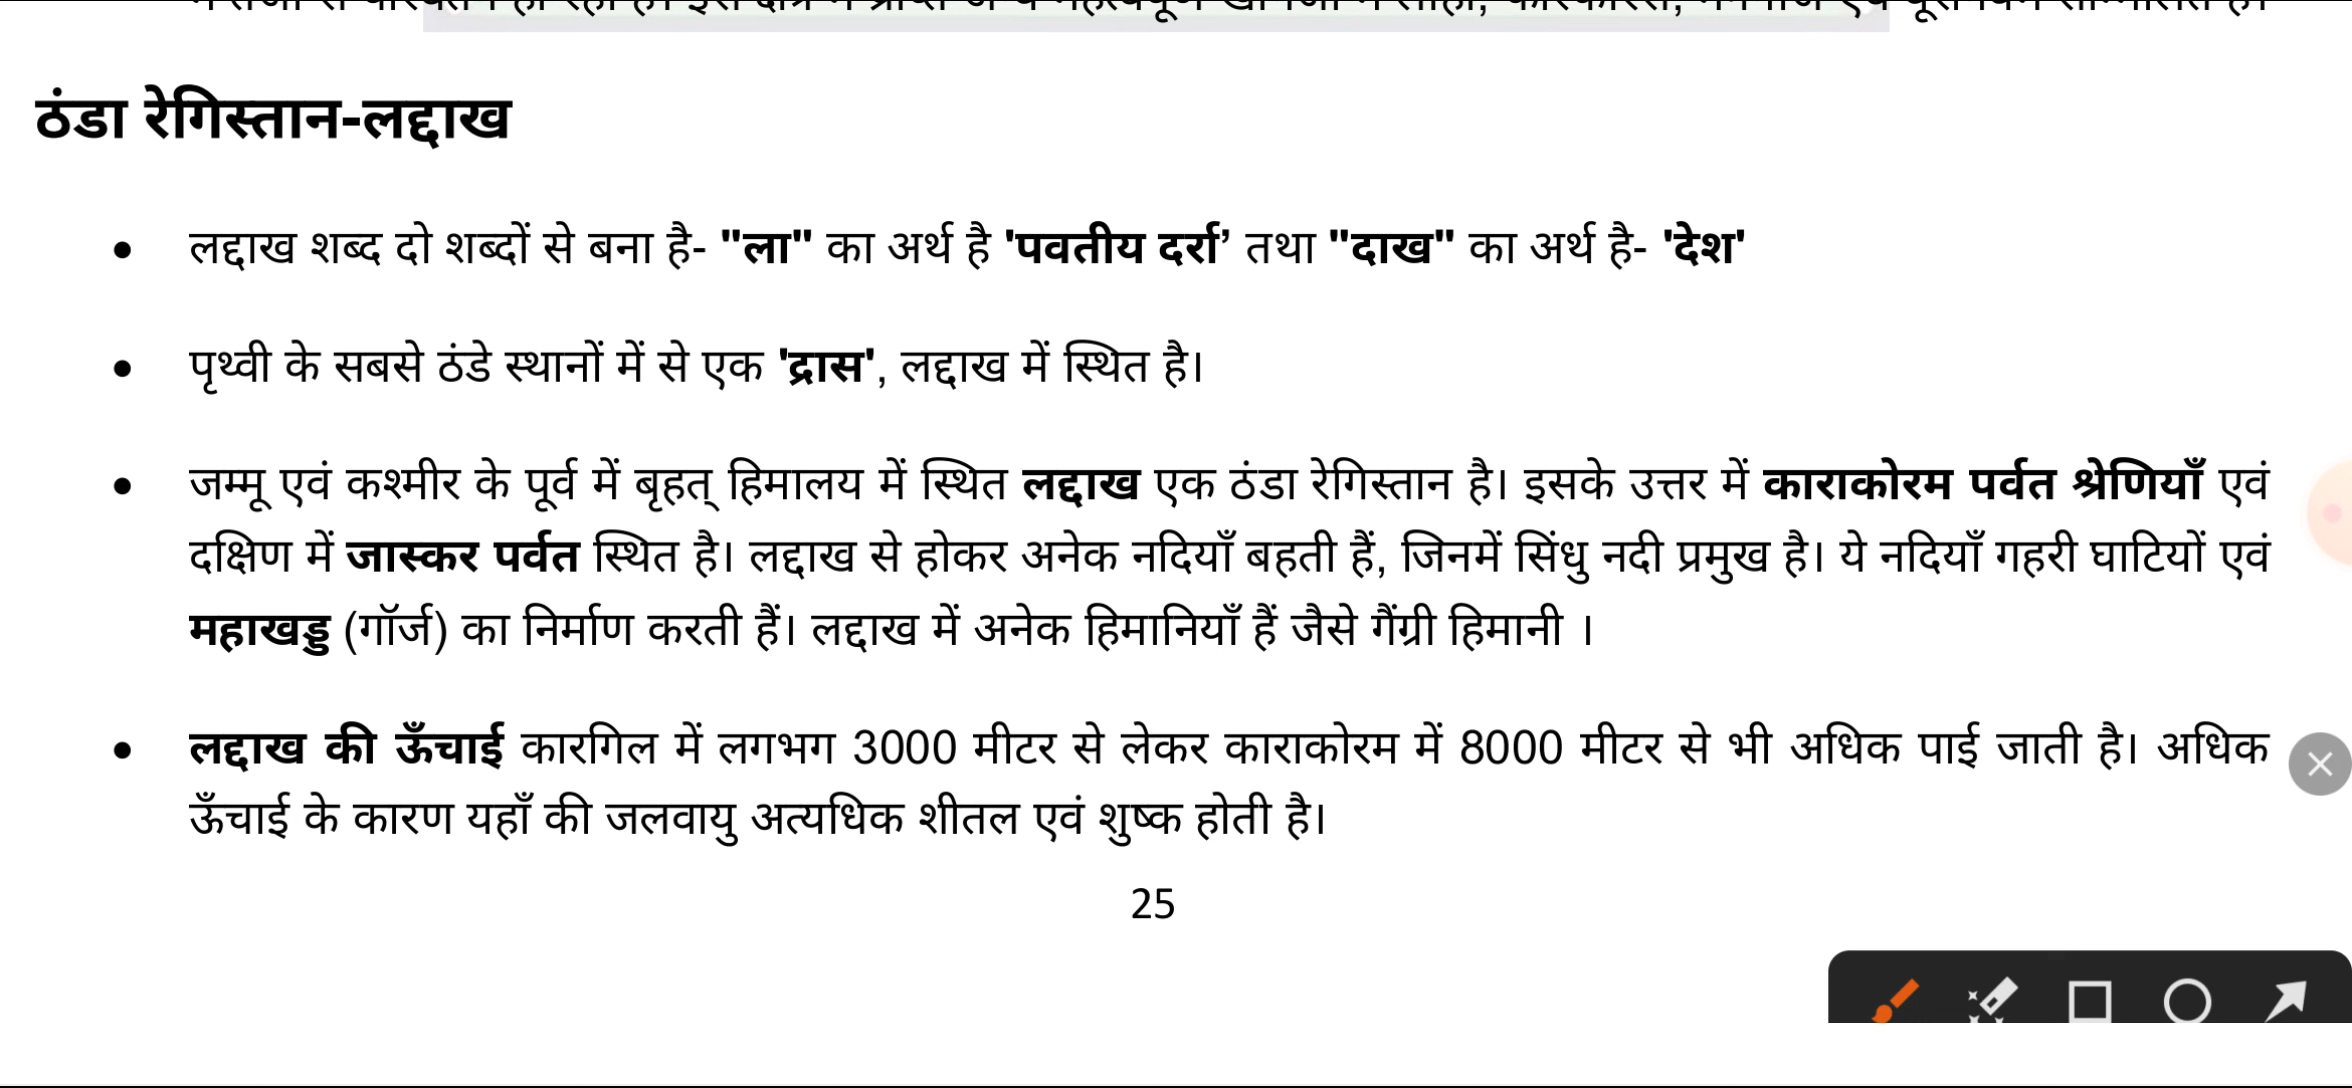 ठंडा रेगिस्तान-लद्दाख
• लद्दाख शब्द दो शब्दों से बना है- "ला" का अर्थ है 'पवतीय दर्रा’ तथा "दाख" का अर्थ है- 'देश'
• पृथ्वी के सबसे ठंडे स्थानों में से एक 'द्रास', लद्दाख में स्थित है।
• जम्मू एवं कश्मीर के पूर्व में बृहत् हिमालय में स्थित लद्दाख एक ठंडा रेगिस्तान है। इसके उत्तर में काराकोरम पर्वत श्रेणियाँ एवं
दक्षिण में जास्कर पर्वत स्थित है। लद्दाख से होकर अनेक नदियाँ बहती हैं, जिनमें सिंधु नदी प्रमुख है। ये नदियाँ गहरी घाटियों एवं
महाखड्ड (गॉर्ज) का निर्माण करती हैं। लद्दाख में अनेक हिमानियाँ हैं जैसे गैंग्री हिमानी ।
• लद्दाख की ऊँचाई कारगिल में लगभग 3000 मीटर से लेकर काराकोरम में 8000 मीटर से भी अधिक पाई जाती है। अधिक
ऊँचाई के कारण यहाँ की जलवायु अत्यधिक शीतल एवं शुष्क होती है।
25